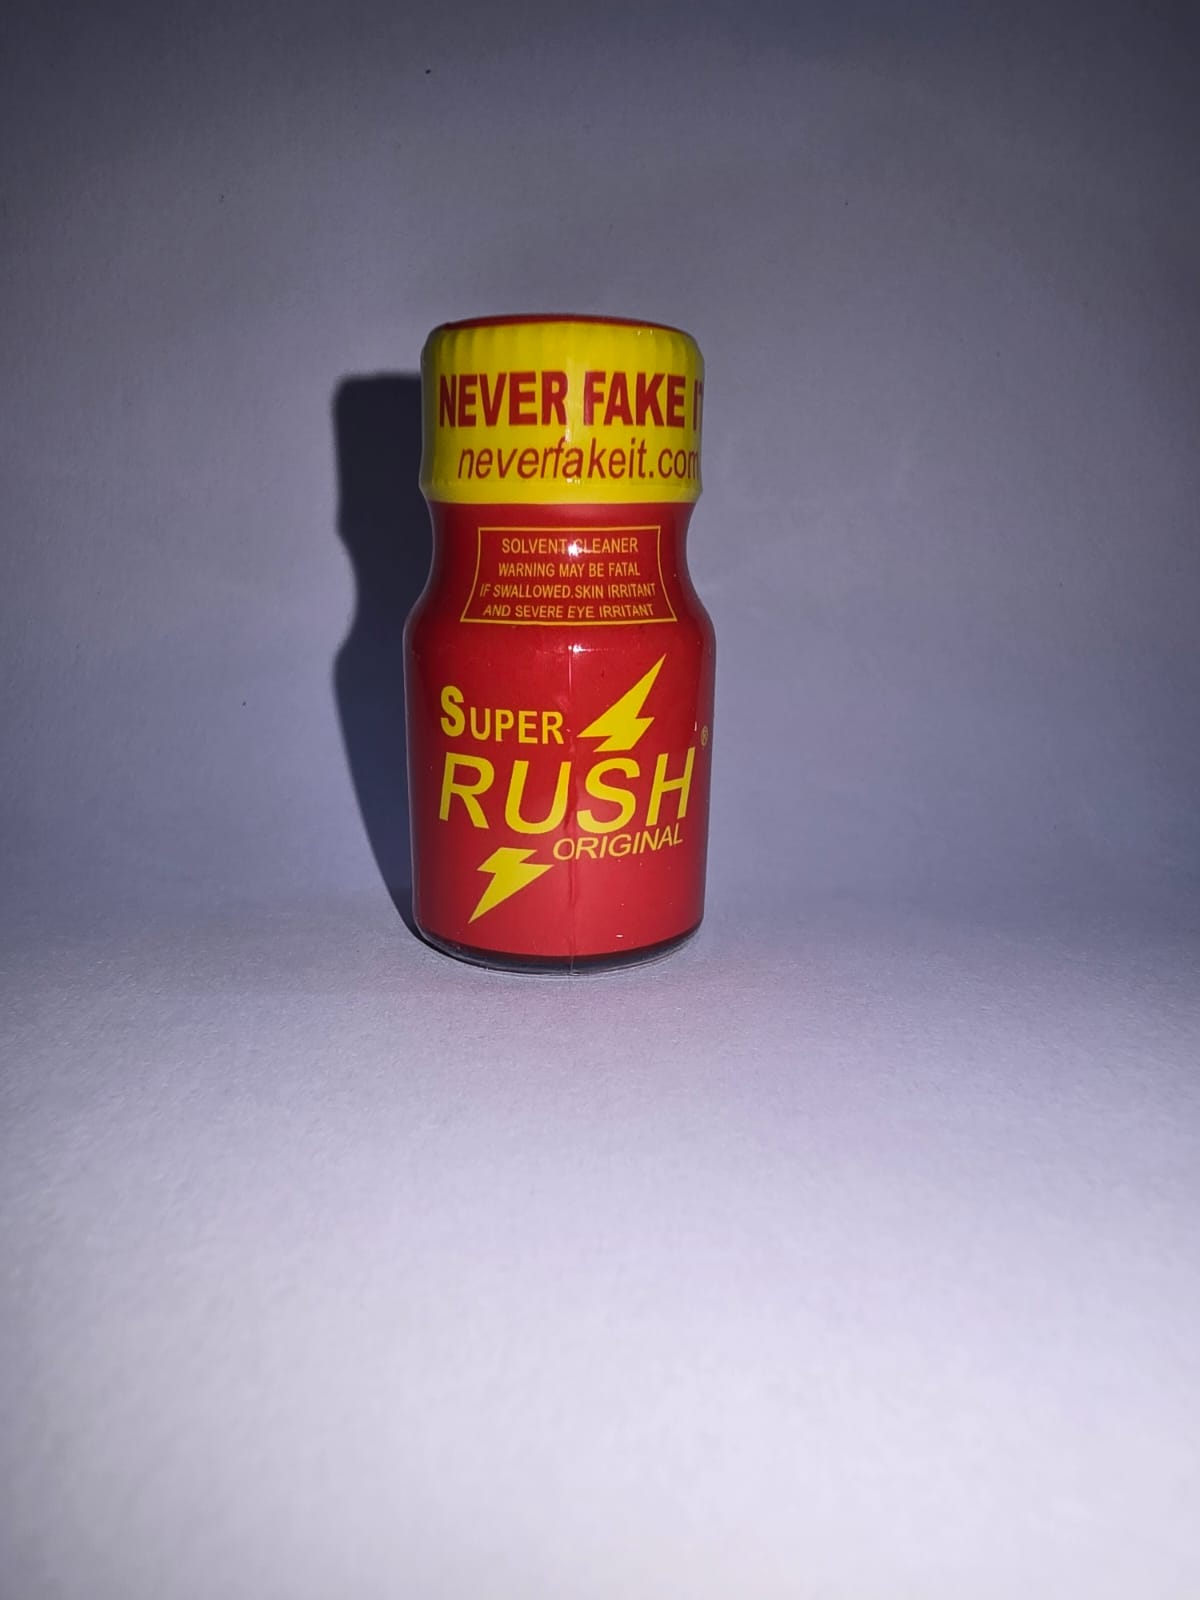 NEVER FAKE IT
neverfakeit.com
SOLVENT CLEANER
WARNING MAY BE FATAL
IF SWALLOWED.SKIN IRRITANT
AND SEVERE EYE IRRITANT
SUPER
RUSH ®
ORIGINAL